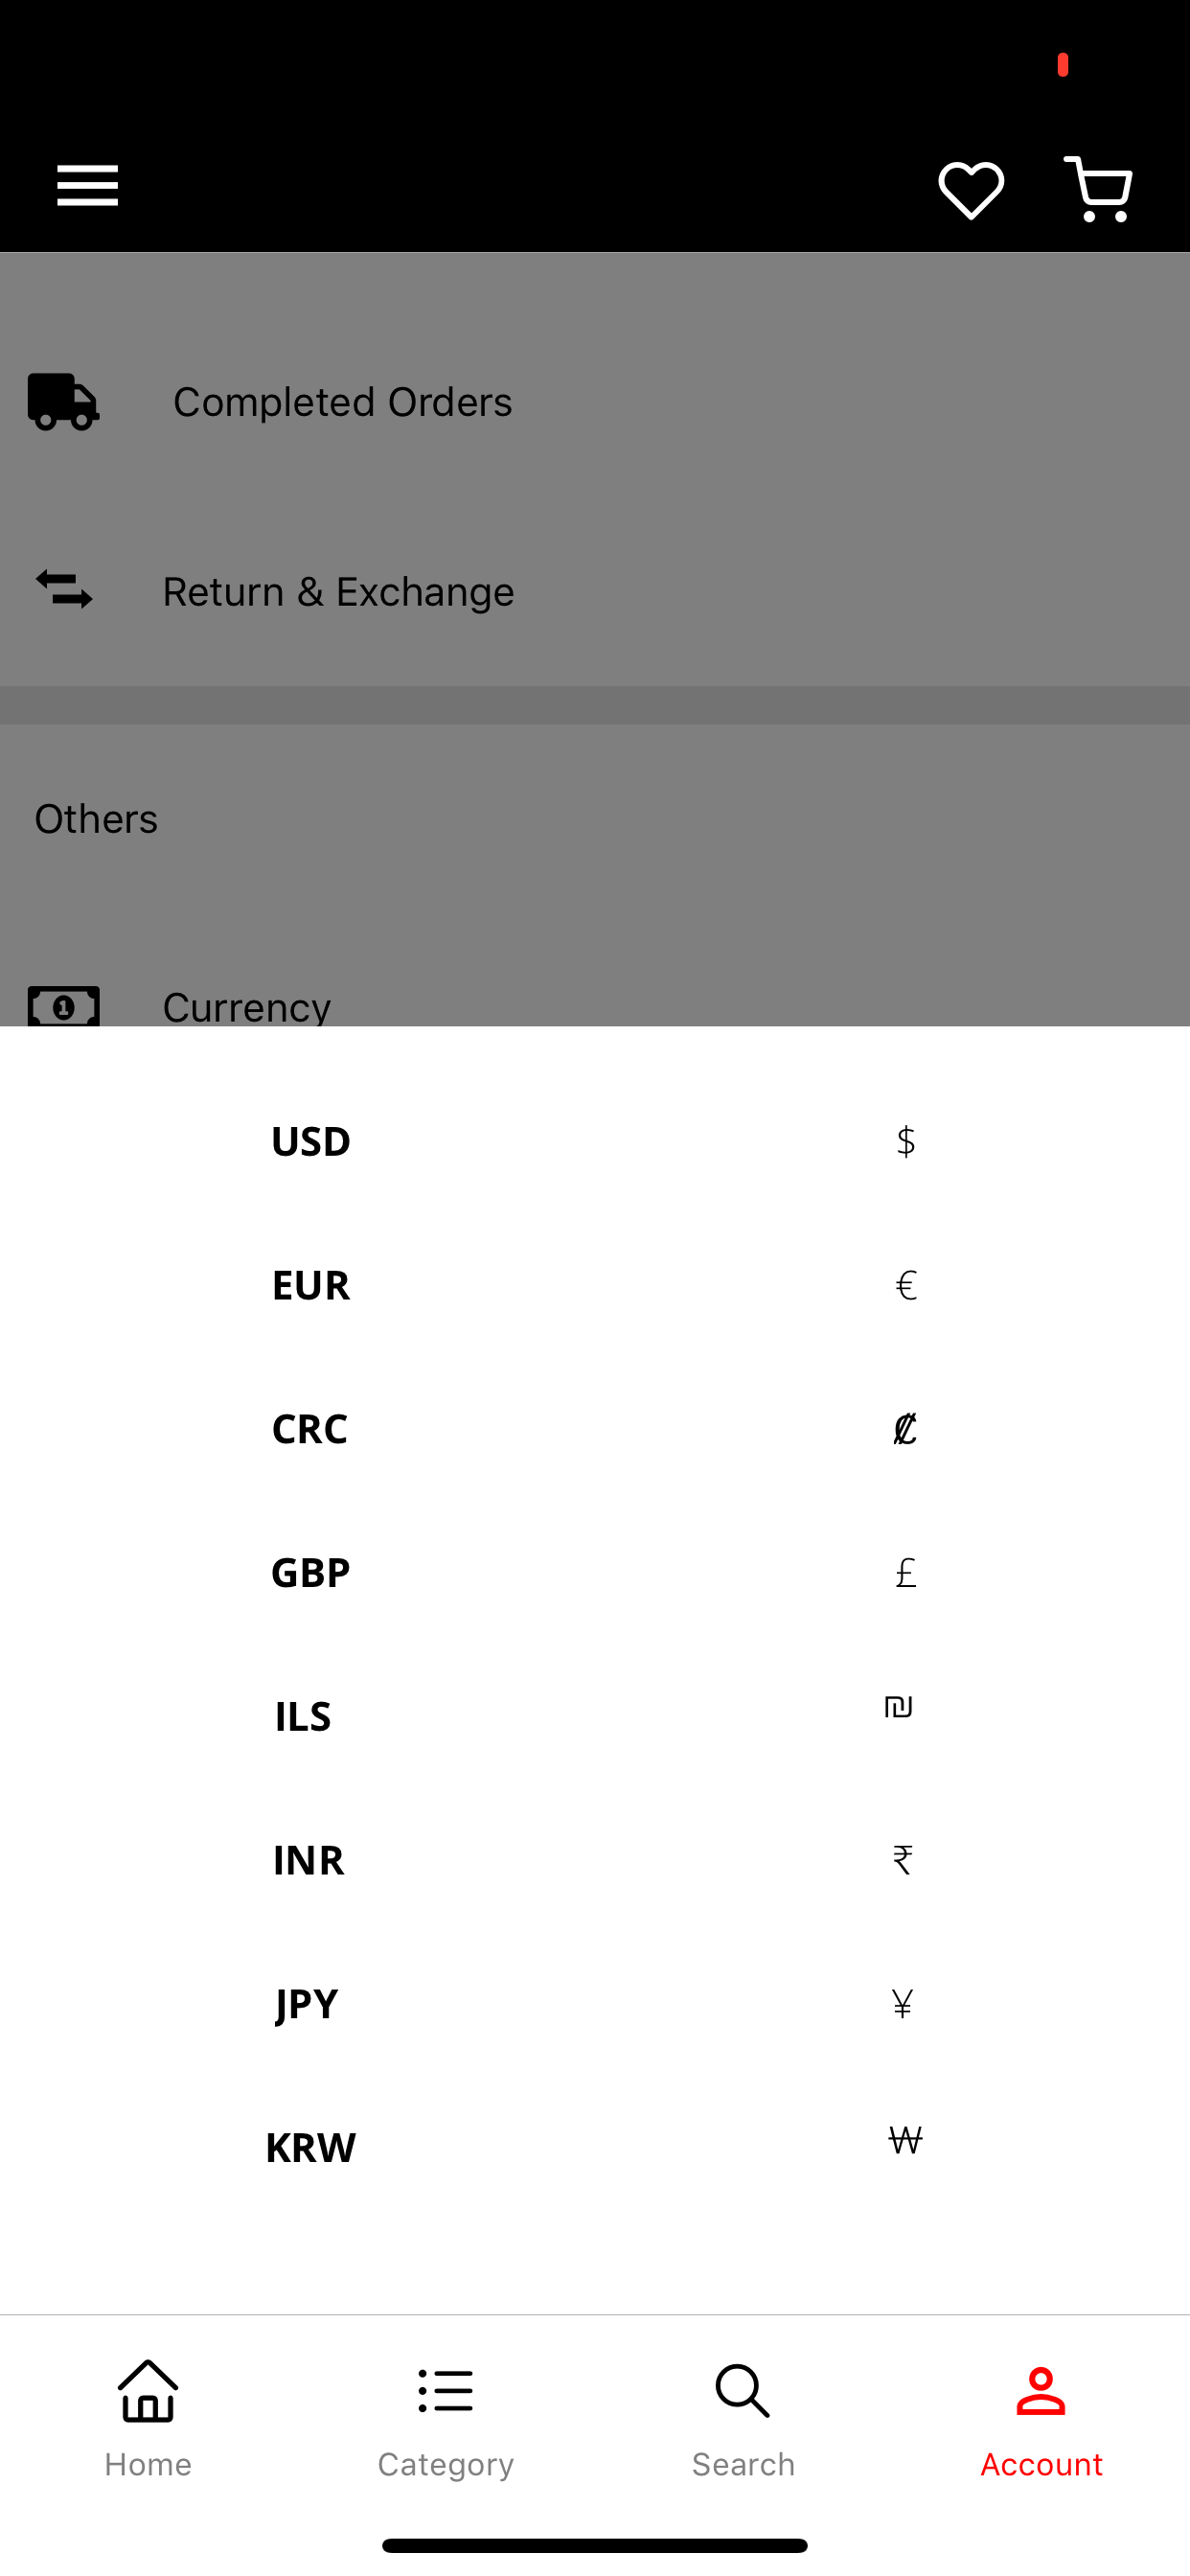 Completed Orders
Return & Exchange
Others
Currency
USD $
EUR €
CRC ₡
GBP £
ILS ₪
INR ₹
JPY ¥
KRW ₩
Home Category Search Account